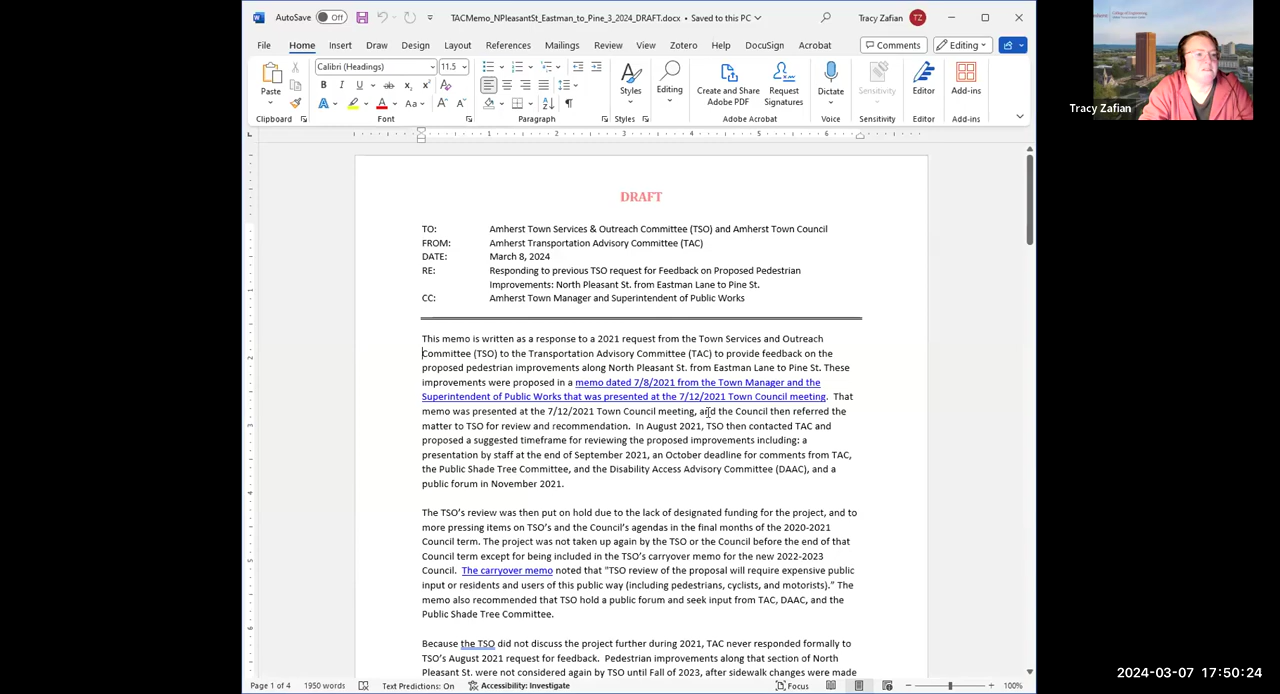 AutoSave
Off
TACMemo_NPleasantSt_Eastman_to_Pine_3_2024_DRAFT.docx • Saved to this PC
Tracy Zafian
TZ
File Home Insert Draw Design Layout References Mailings Review View Zotero Help DocuSign Acrobat
Comments
Editing
Calibri (Headings)
11.5
Paste
Styles
Editing
Create and Share
Adobe PDF
Request
Signatures
Dictate
Sensitivity
Editor
Add-ins
Clipboard
Font
Paragraph
Styles
Adobe Acrobat
Voice
Sensitivity
Editor
Add-ins
Tracy Zafian
DRAFT
TO: Amherst Town Services & Outreach Committee (TSO) and Amherst Town Council
FROM: Amherst Transportation Advisory Committee (TAC)
DATE: March 8, 2024
RE: Responding to previous TSO request for Feedback on Proposed Pedestrian
Improvements: North Pleasant St. from Eastman Lane to Pine St.
CC: Amherst Town Manager and Superintendent of Public Works
This memo is written as a response to a 2021 request from the Town Services and Outreach
Committee (TSO) to the Transportation Advisory Committee (TAC) to provide feedback on the
proposed pedestrian improvements along North Pleasant St. from Eastman Lane to Pine St. These
improvements were proposed in a memo dated 7/8/2021 from the Town Manager and the
Superintendent of Public Works that was presented at the 7/12/2021 Town Council meeting. That
memo was presented at the 7/12/2021 Town Council meeting, and the Council then referred the
matter to TSO for review and recommendation. In August 2021, TSO then contacted TAC and
proposed a suggested timeframe for reviewing the proposed improvements including: a
presentation by staff at the end of September 2021, an October deadline for comments from TAC,
the Public Shade Tree Committee, and the Disability Access Advisory Committee (DAAC), and a
public forum in November 2021.
The TSO's review was then put on hold due to the lack of designated funding for the project, and to
more pressing items on TSO's and the Council's agendas in the final months of the 2020-2021
Council term. The project was not taken up again by the TSO or the Council before the end of that
Council term except for being included in the TSO's carryover memo for the new 2022-2023
Council. The carryover memo noted that "TSO review of the proposal will require expensive public
input or residents and users of this public way (including pedestrians, cyclists, and motorists)." The
memo also recommended that TSO hold a public forum and seek input from TAC, DAAC, and the
Public Shade Tree Committee.
Because the TSO did not discuss the project further during 2021, TAC never responded formally to
TSO's August 2021 request for feedback. Pedestrian improvements along that section of North
Pleasant St. were not considered again by TSO until Fall of 2023, after sidewalk changes were made
Page 1 of 4
1950 words
Text Predictions: On
Accessibility: Investigate
Focus
100%
2024-03-07 17:50:24